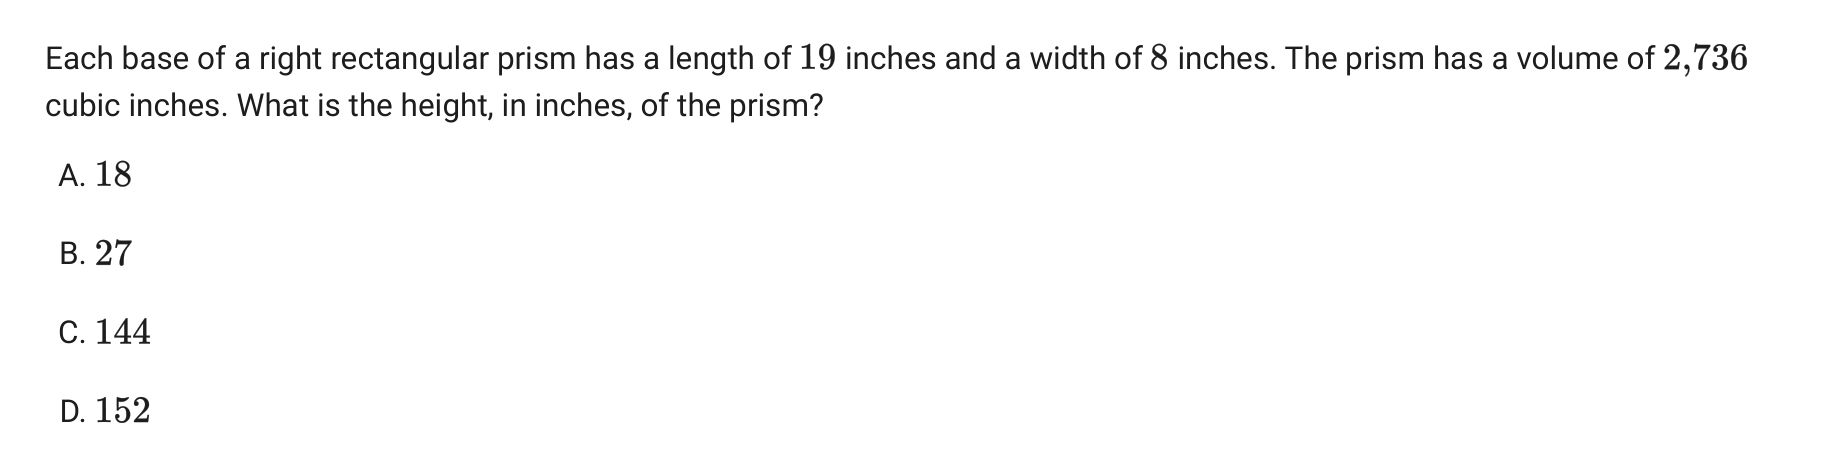 Each base of a right rectangular prism has a length of 19 inches and a width of 8 inches. The prism has a volume of 2,736
cubic inches. What is the height, in inches, of the prism?
A. 18
B. 27
C. 144
D. 152